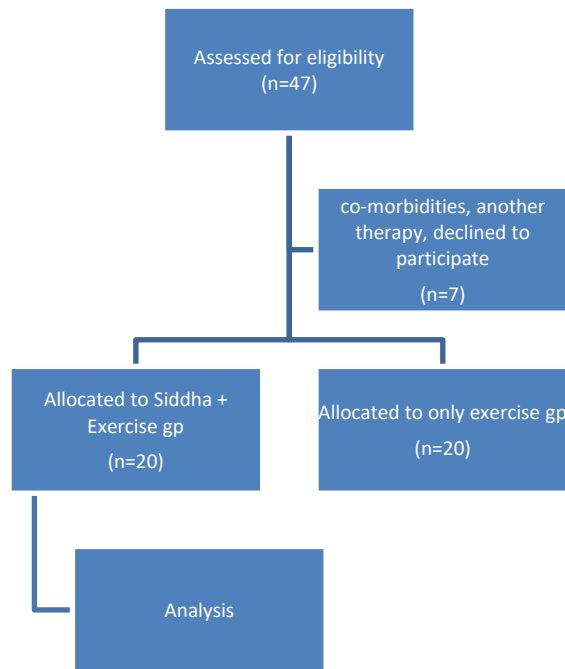 Assessed for eligibility
(n=47)
co-morbidities, another
therapy, declined to
participate
(n=7)
Allocated to Siddha +
Exercise gp
(n=20)
Allocated to only exercise gp
(n=20)
Analysis